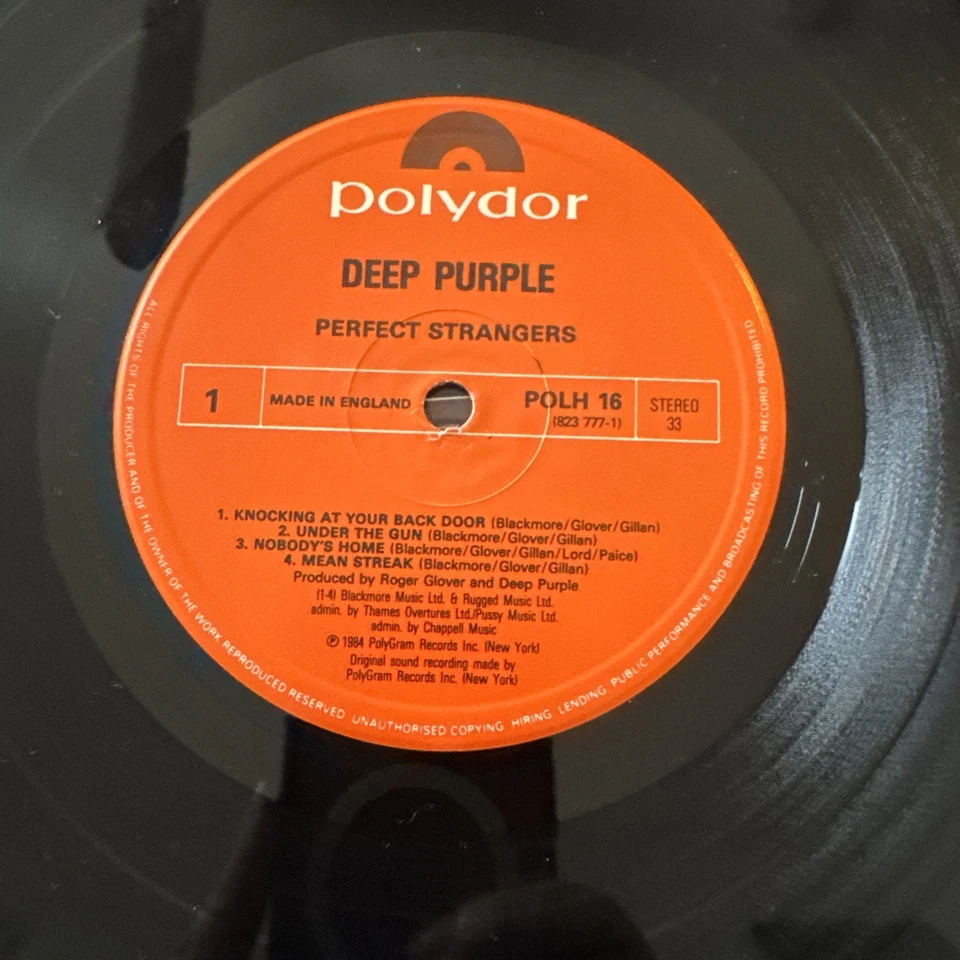 polydor
DEEP PURPLE
PERFECT STRANGERS
1
MADE IN ENGLAND
POLH 16
(823 777-1)
STEREO
33
1. KNOCKING AT YOUR BACK DOOR (Blackmore/Glover/Gillan)
2. UNDER THE GUN (Blackmore/Glover/Gillan)
3. NOBODY'S HOME (Blackmore/Glover/Gillan/Lord/Paice)
4. MEAN STREAK (Blackmore/Glover/Gillan)
Produced by Roger Glover and Deep Purple
(1-4) Blackmore Music Ltd. & Rugged Music Ltd.
admin. by Thames Overtures Ltd./Pussy Music Ltd.
admin. by Chappell Music
℗ 1984 PolyGram Records Inc. (New York)
Original sound recording made by
PolyGram Records Inc. (New York)
ALL RIGHTS OF THE PRODUCER AND OF THE OWNER OF THE WORK REPRODUCED RESERVED UNAUTHORISED COPYING HIRING LENDING PUBLIC PERFORMANCE AND BROADCASTING OF THIS RECORD PROHIBITED